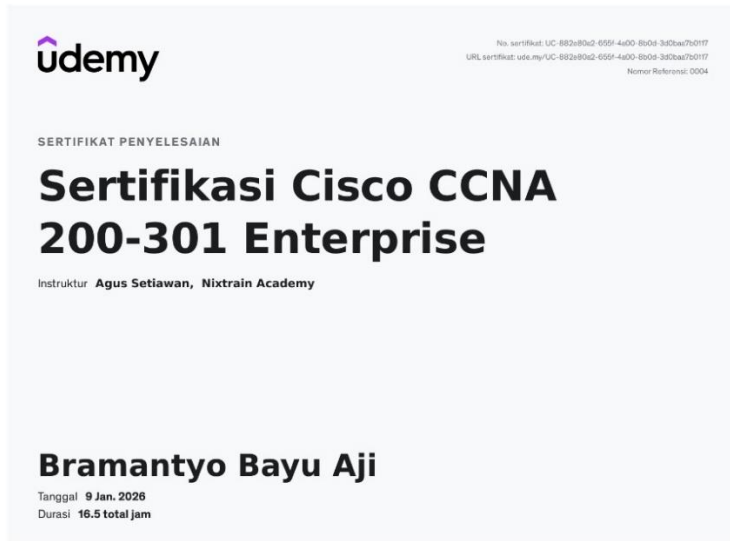 udemy
No. sertifikat: UC-882e80a2-655f-4a00-8b0d-3d0baa7b0117
URL sertifikat: ude.my/UC-882e80a2-655f-4a00-8b0d-3d0baa7b0117
Nomor Referensi: 0004
SERTIFIKAT PENYELESAIAN
Sertifikasi Cisco CCNA
200-301 Enterprise
Instruktur Agus Setiawan, Nixtrain Academy
Bramantyo Bayu Aji
Tanggal 9 Jan. 2026
Durasi 16.5 total jam